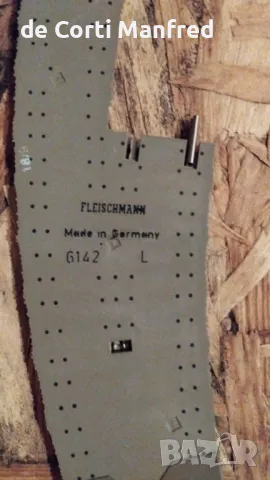 de Corti Manfred
FLEISCHMANN
Made in Germany
6142 L
BAZAR